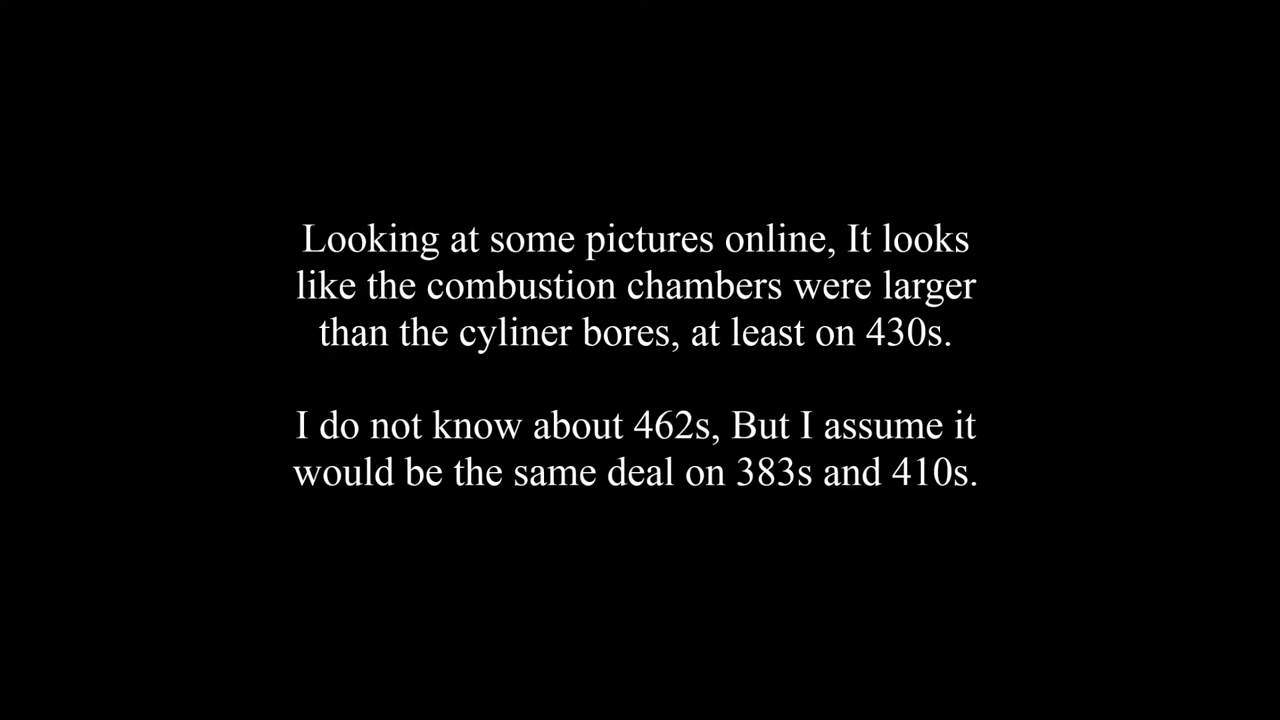 Looking at some pictures online, It looks
like the combustion chambers were larger
than the cyliner bores, at least on 430s.
I do not know about 462s, But I assume it
would be the same deal on 383s and 410s.